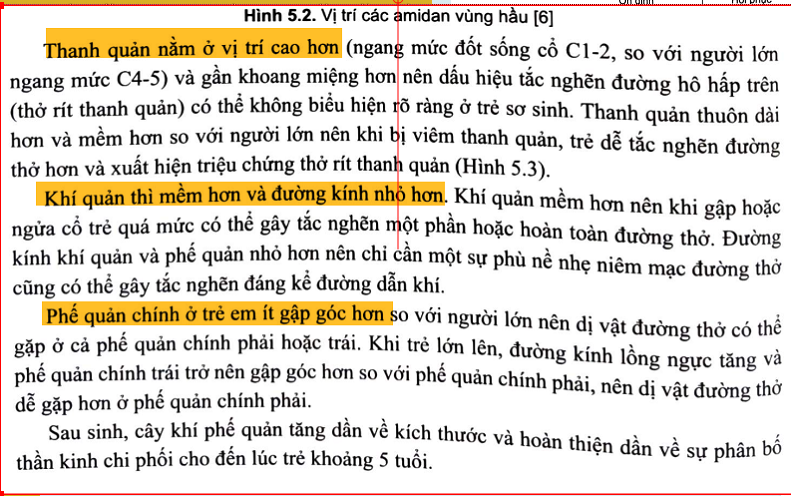 Hình 5.2. Vị trí các amidan vùng hầu [6]
Thanh quản nằm ở vị trí cao hơn (ngang mức đốt sống cổ C1-2, so với người lớn
ngang mức C4-5) và gần khoang miệng hơn nên dấu hiệu tắc nghẽn đường hô hấp trên
(thở rít thanh quản) có thể không biểu hiện rõ ràng ở trẻ sơ sinh. Thanh quản thuôn dài
hơn và mềm hơn so với người lớn nên khi bị viêm thanh quản, trẻ dễ tắc nghẽn đường
thở hơn và xuất hiện triệu chứng thở rít thanh quản (Hình 5.3).
Khí quản thì mềm hơn và đường kính nhỏ hơn. Khí quản mềm hơn nên khi gập hoặc
ngửa cổ trẻ quá mức có thể gây tắc nghẽn một phần hoặc hoàn toàn đường thở. Đường
kính khí quản và phế quản nhỏ hơn nên chỉ cần một sự phù nề nhẹ niêm mạc đường thở
cũng có thể gây tắc nghẽn đáng kể đường dẫn khí.
Phế quản chính ở trẻ em ít gập góc hơn so với người lớn nên dị vật đường thở có thể
gặp ở cả phế quản chính phải hoặc trái. Khi trẻ lớn lên, đường kính lồng ngực tăng và
phế quản chính trái trở nên gập góc hơn so với phế quản chính phải, nên dị vật đường thở
dễ gặp hơn ở phế quản chính phải.
Sau sinh, cây khí phế quản tăng dần về kích thước và hoàn thiện dần về sự phân bố
thần kinh chi phối cho đến lúc trẻ khoảng 5 tuổi.